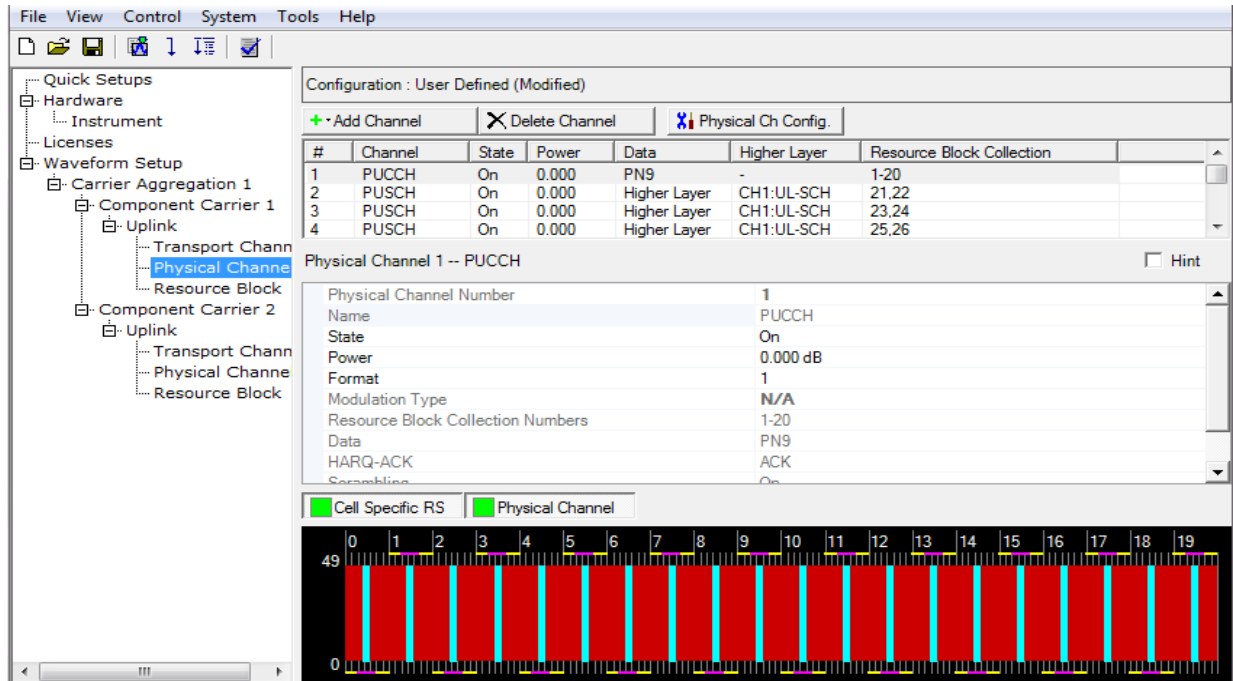 File View Control System Tools Help
Quick Setups
Hardware
Instrument
Licenses
Waveform Setup
Carrier Aggregation 1
Component Carrier 1
Uplink
Transport Chann
Physical Channe
Resource Block
Component Carrier 2
Uplink
Transport Chann
Physical Channe
Resource Block
Configuration : User Defined (Modified)
Add Channel Delete Channel Physical Ch Config.
# Channel State Power Data Higher Layer Resource Block Collection
1 PUCCH On 0.000 PN9 - 1-20
2 PUSCH On 0.000 Higher Layer CH1:UL-SCH 21,22
3 PUSCH On 0.000 Higher Layer CH1:UL-SCH 23,24
4 PUSCH On 0.000 Higher Layer CH1:UL-SCH 25,26
Physical Channel 1 -- PUCCH Hint
Physical Channel Number 1
Name PUCCH
State On
Power 0.000 dB
Format 1
Modulation Type N/A
Resource Block Collection Numbers 1-20
Data PN9
HARQ-ACK ACK
Scrambling On
Cell Specific RS Physical Channel
0 1 2 3 4 5 6 7 8 9 10 11 12 13 14 15 16 17 18 19
49
0